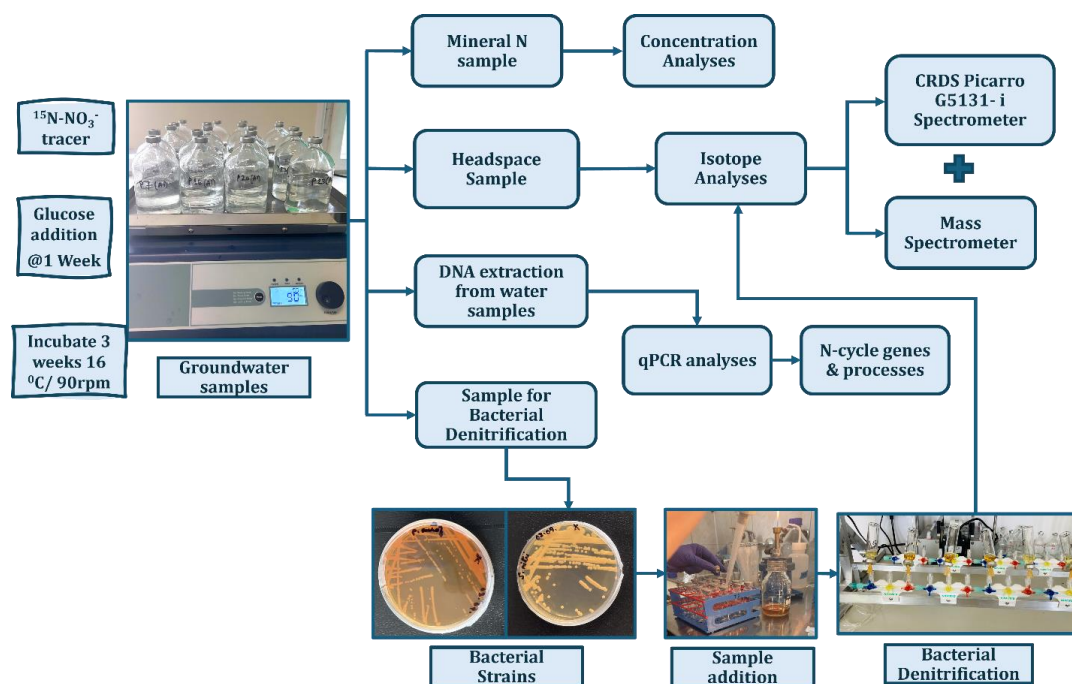 Mineral N
sample
Concentration
Analyses
CRDS Picarro
G5131- i
Spectrometer
Mass
Spectrometer
¹⁵N-NO₃⁻
tracer
Glucose
addition
@1 Week
Incubate 3
weeks 16
⁰C/ 90rpm
90
Groundwater
samples
Headspace
Sample
Isotope
Analyses
DNA extraction
from water
samples
qPCR analyses
N-cycle genes
& processes
Sample for
Bacterial
Denitrification
Bacterial
Strains
Sample
addition
Bacterial
Denitrification